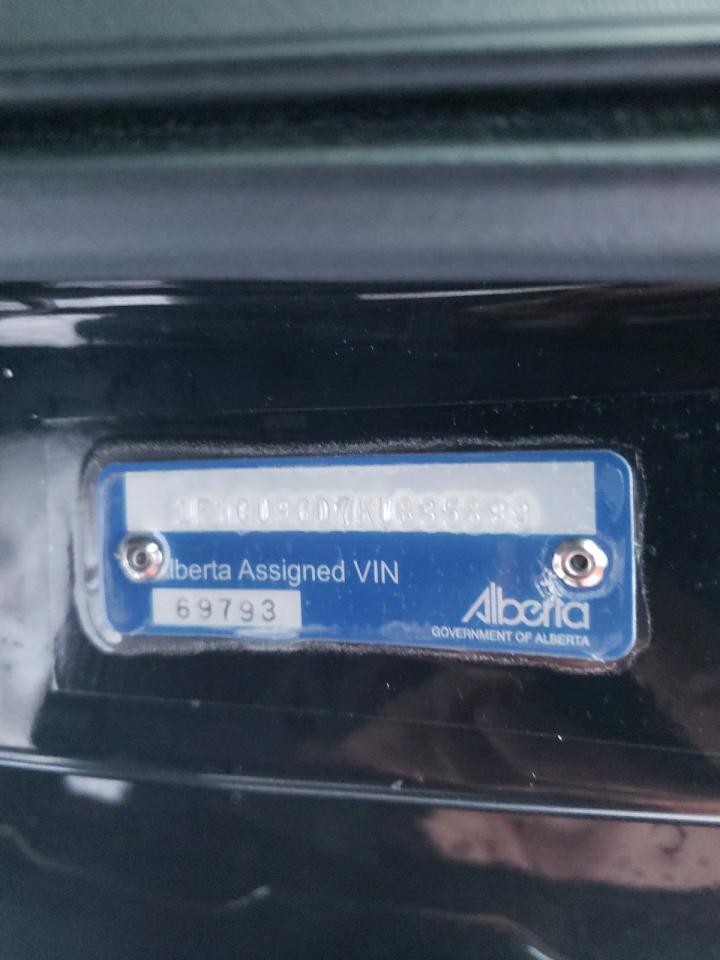 Alberta Assigned VIN
69793
Alberta
GOVERNMENT OF ALBERTA